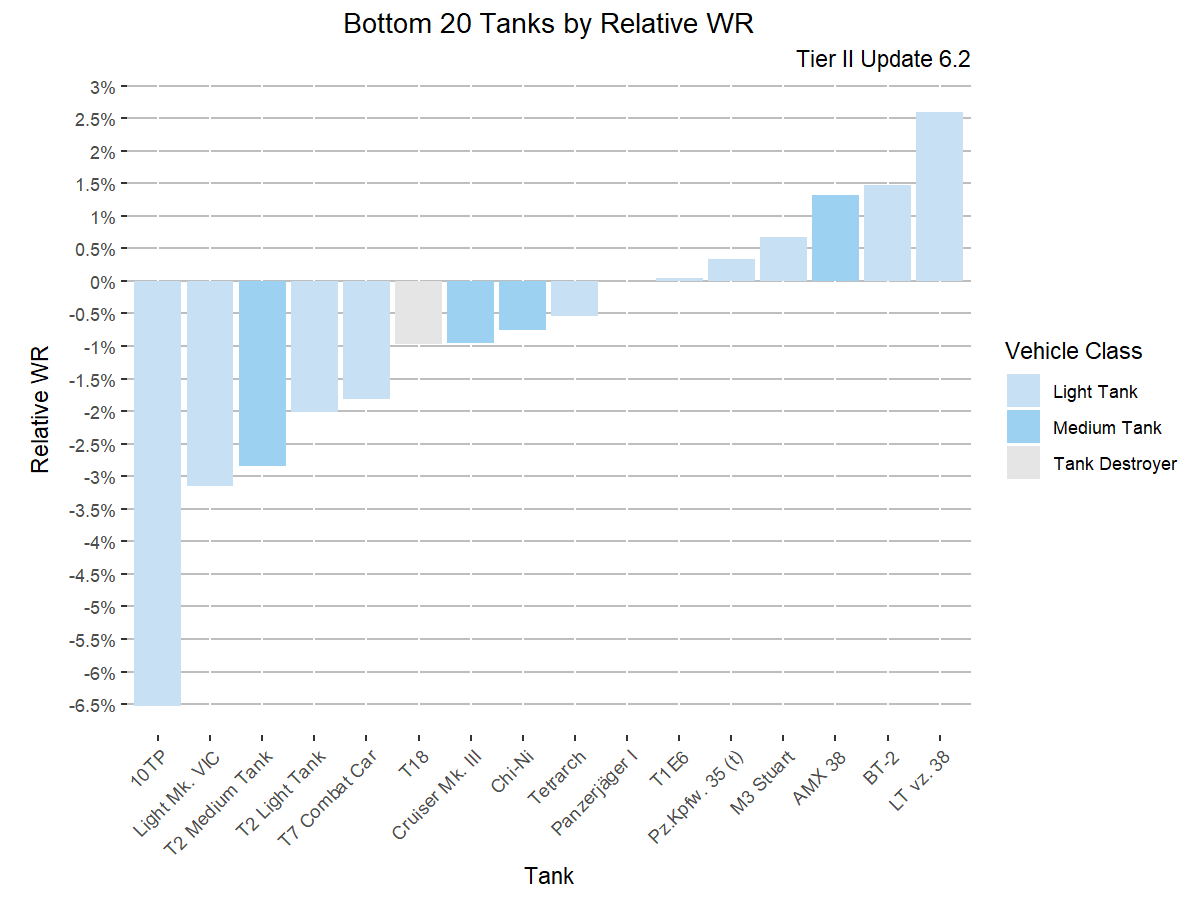 Bottom 20 Tanks by Relative WR
Tier II Update 6.2
3%
2.5%
2%
1.5%
1%
0.5%
0%
-0.5%
-1%
-1.5%
-2%
-2.5%
-3%
-3.5%
-4%
-4.5%
-5%
-5.5%
-6%
-6.5%
Relative WR
10TP
Light Mk. VIC
T2 Medium Tank
T2 Light Tank
T7 Combat Car
T18
Cruiser Mk. III
Chi-Ni
Tetrarch
Panzerjäger I
T1E6
Pz.Kpfw. 35 (t)
M3 Stuart
AMX 38
BT-2
LT vz. 38
Tank
Vehicle Class
Light Tank
Medium Tank
Tank Destroyer